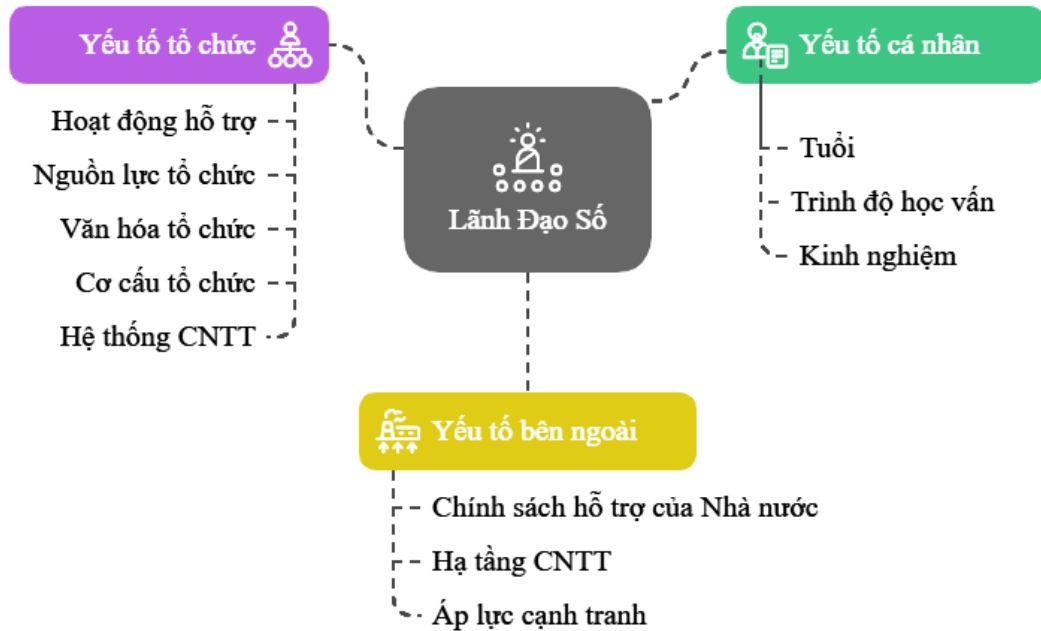 Yếu tố tổ chức
Hoạt động hỗ trợ
Nguồn lực tổ chức
Văn hóa tổ chức
Cơ cấu tổ chức
Hệ thống CNTT
Lãnh Đạo Số
Yếu tố cá nhân
Tuổi
Trình độ học vấn
Kinh nghiệm
Yếu tố bên ngoài
Chính sách hỗ trợ của Nhà nước
Hạ tầng CNTT
Áp lực cạnh tranh